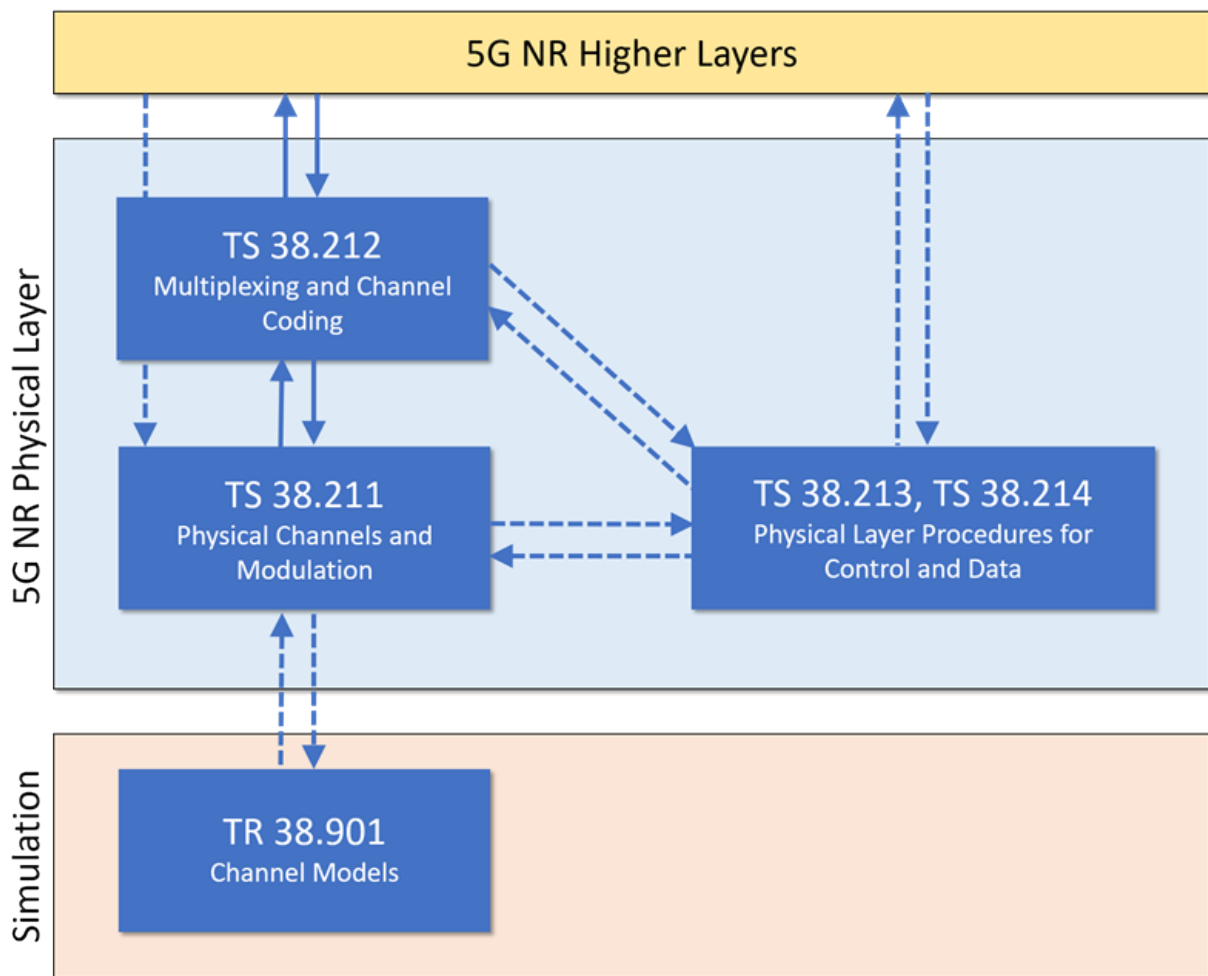 5G NR Higher Layers
5G NR Physical Layer
TS 38.212
Multiplexing and Channel
Coding
TS 38.211
Physical Channels and
Modulation
TS 38.213, TS 38.214
Physical Layer Procedures for
Control and Data
Simulation
TR 38.901
Channel Models